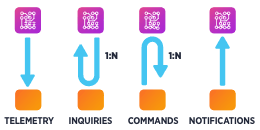 1:N 1:N
TELEMETRY INQUIRIES COMMANDS NOTIFICATIONS